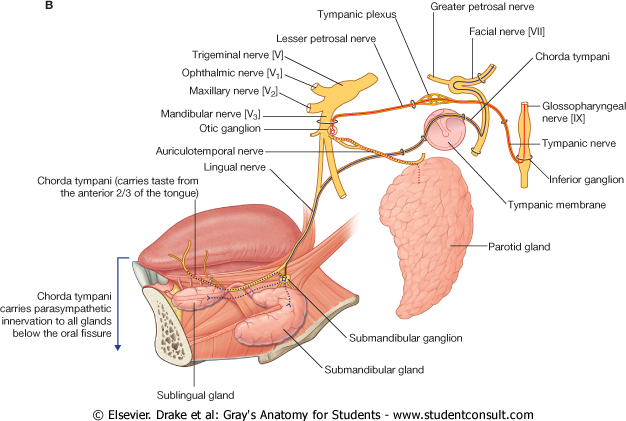 B
Greater petrosal nerve
Tympanic plexus
Facial nerve [VII]
Lesser petrosal nerve
Trigeminal nerve [V]
Chorda tympani
Ophthalmic nerve [V1]
Maxillary nerve [V2]
Glossopharyngeal
nerve [IX]
Mandibular nerve [V3]
Otic ganglion
Tympanic nerve
Auriculotemporal nerve
Lingual nerve
Inferior ganglion
Chorda tympani (carries taste from
the anterior 2/3 of the tongue)
Tympanic membrane
Parotid gland
Chorda tympani
carries parasympathetic
innervation to all glands
below the oral fissure
Submandibular ganglion
Submandibular gland
Sublingual gland
© Elsevier. Drake et al: Gray's Anatomy for Students - www.studentconsult.com